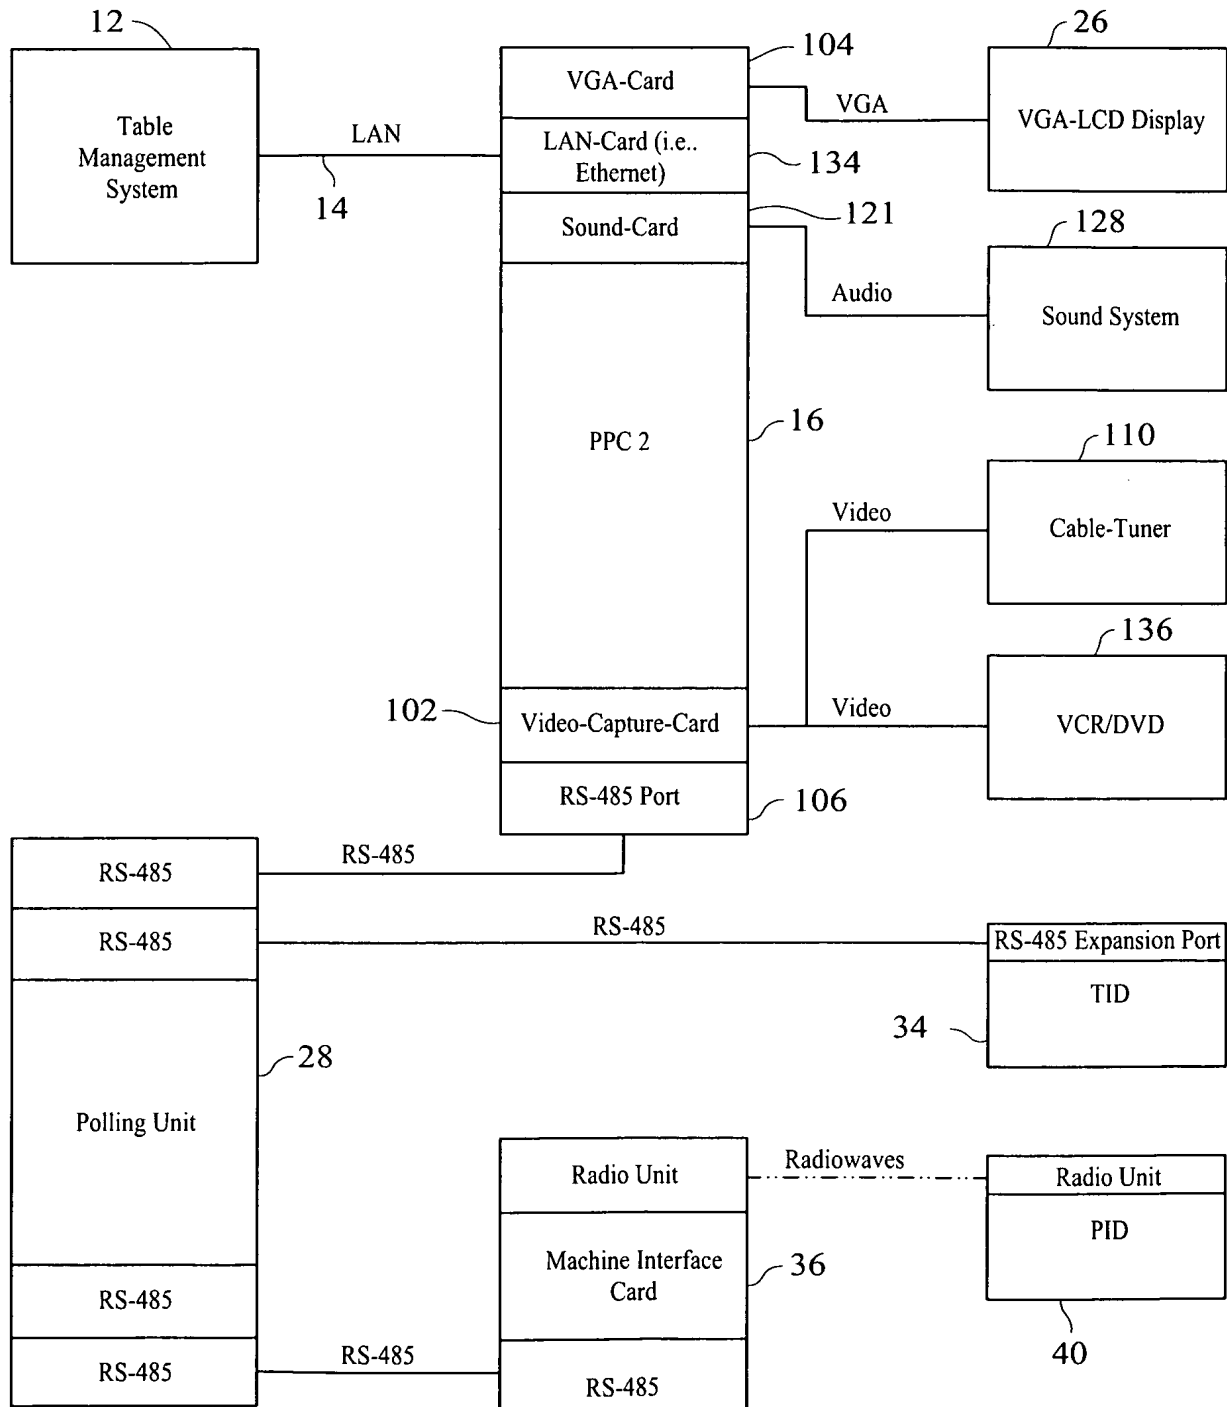 12
104
26
Table
Management
System
LAN
14
VGA-Card
LAN-Card (i.e..
Ethernet)
Sound-Card
134
121
VGA
VGA-LCD Display
128
Audio
Sound System
PPC 2
16
110
Video
Cable-Tuner
136
102
Video-Capture-Card
Video
VCR/DVD
RS-485 Port
106
RS-485
RS-485
RS-485
RS-485
RS-485 Expansion Port
TID
34
28
Polling Unit
Radio Unit
Radiowaves
Radio Unit
PID
Machine Interface
Card
36
40
RS-485
RS-485
RS-485
RS-485